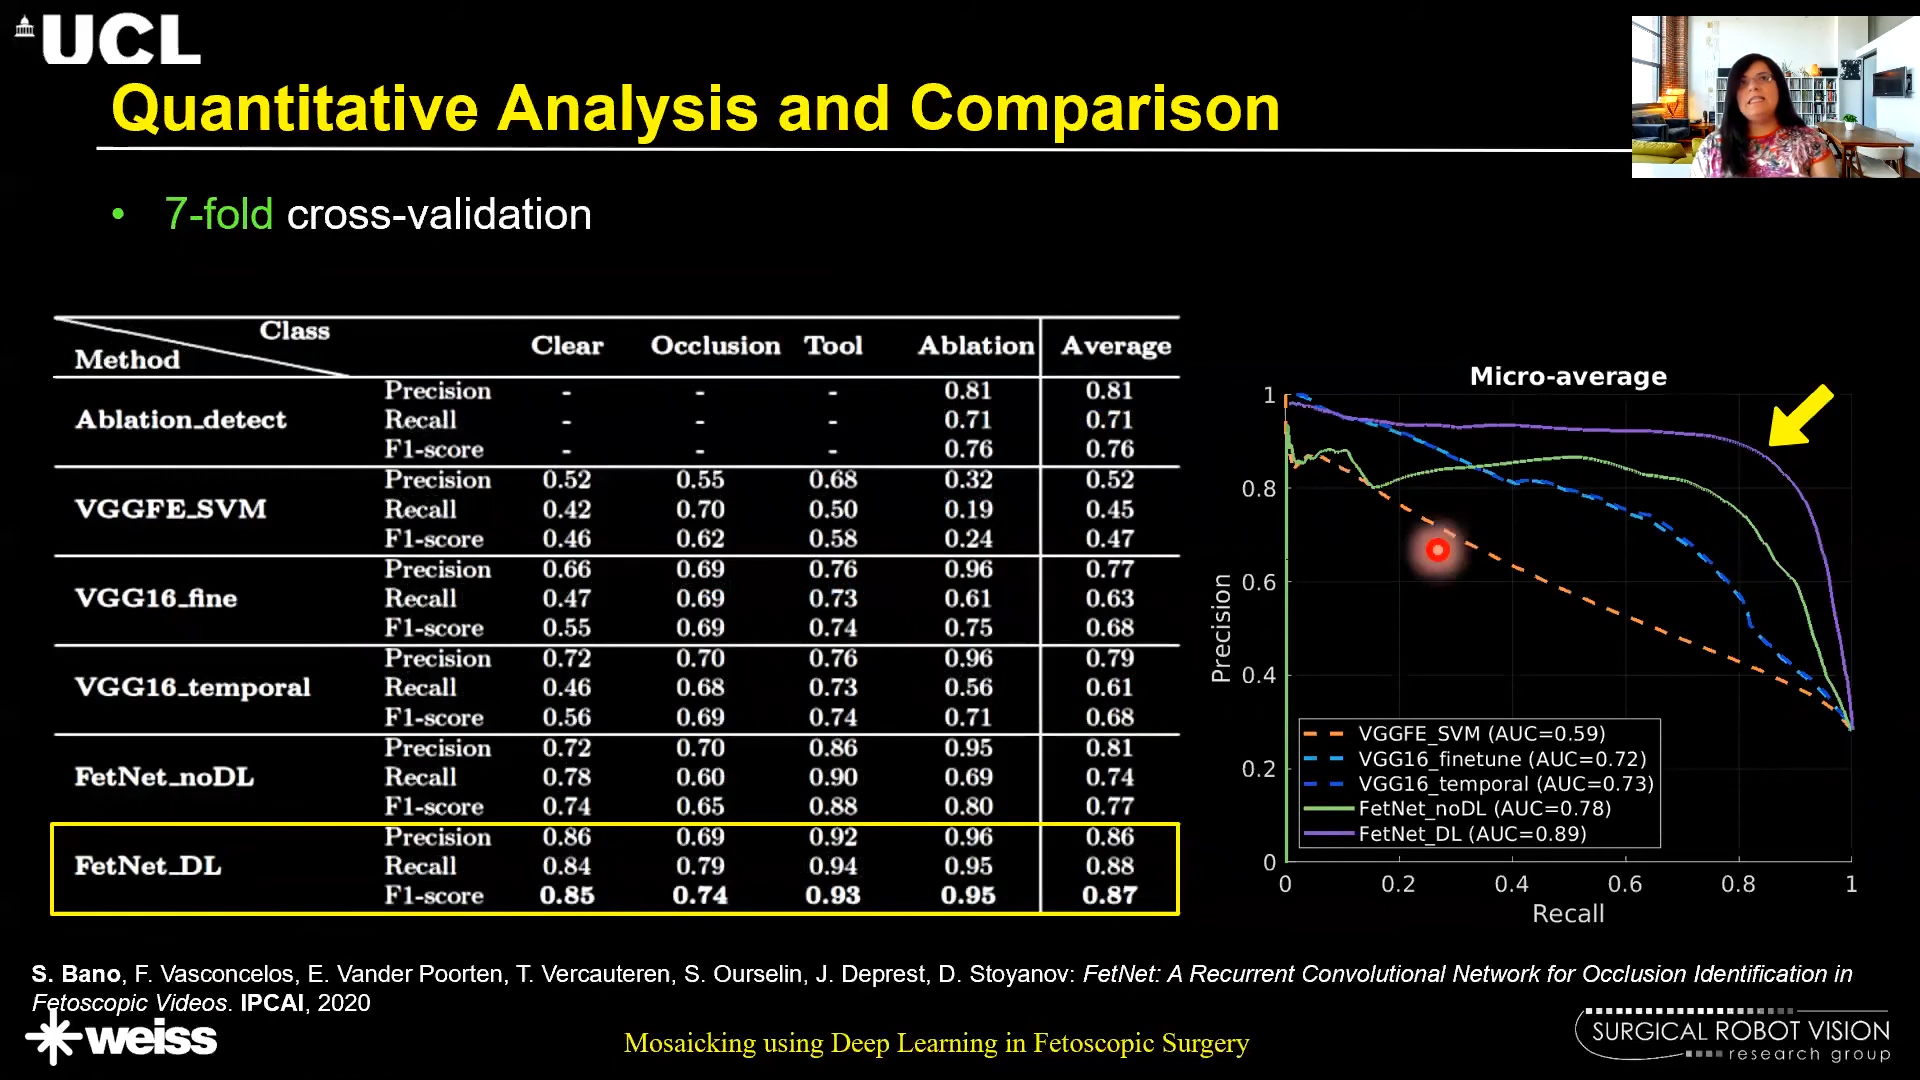 UCL
Quantitative Analysis and Comparison
• 7-fold cross-validation
Class
Method Clear Occlusion Tool Ablation Average
Precision - - - 0.81 0.81
Ablation_detect Recall - - - 0.71 0.71
F1-score - - - 0.76 0.76
Precision 0.52 0.55 0.68 0.32 0.52
VGGFE_SVM Recall 0.42 0.70 0.50 0.19 0.45
F1-score 0.46 0.62 0.58 0.24 0.47
Precision 0.66 0.69 0.76 0.96 0.77
VGG16_fine Recall 0.47 0.69 0.73 0.61 0.63
F1-score 0.55 0.69 0.74 0.75 0.68
Precision 0.72 0.70 0.76 0.96 0.79
VGG16_temporal Recall 0.46 0.68 0.73 0.56 0.61
F1-score 0.56 0.69 0.74 0.71 0.68
Precision 0.72 0.70 0.86 0.95 0.81
FetNet_noDL Recall 0.78 0.60 0.90 0.69 0.74
F1-score 0.74 0.65 0.88 0.80 0.77
Precision 0.86 0.69 0.92 0.96 0.86
FetNet_DL Recall 0.84 0.79 0.94 0.95 0.88
F1-score 0.85 0.74 0.93 0.95 0.87
Micro-average
1
0.8
0.6
0.4
0.2
0
Precision
VGGFE_SVM (AUC=0.59)
VGG16_finetune (AUC=0.72)
VGG16_temporal (AUC=0.73)
FetNet_noDL (AUC=0.78)
FetNet_DL (AUC=0.89)
0 0.2 0.4 0.6 0.8 1
Recall
S. Bano, F. Vasconcelos, E. Vander Poorten, T. Vercauteren, S. Ourselin, J. Deprest, D. Stoyanov: FetNet: A Recurrent Convolutional Network for Occlusion Identification in
Fetoscopic Videos. IPCAI, 2020
weiss
Mosaicking using Deep Learning in Fetoscopic Surgery
SURGICAL ROBOT VISION
research group